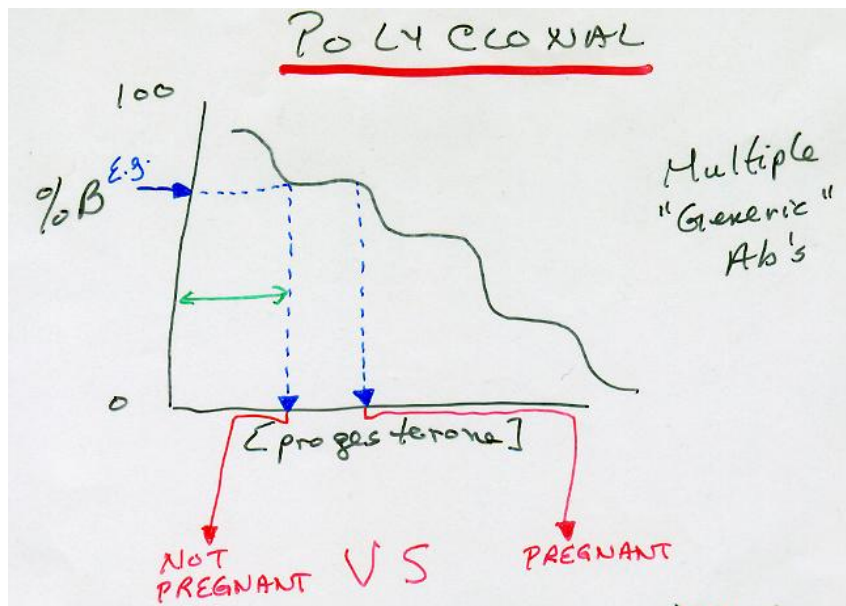 POLYCLONAL
100
%B
E.g.
Multiple
"Generic"
Ab's
0
[progesterone]
NOT
PREGNANT
VS
PREGNANT